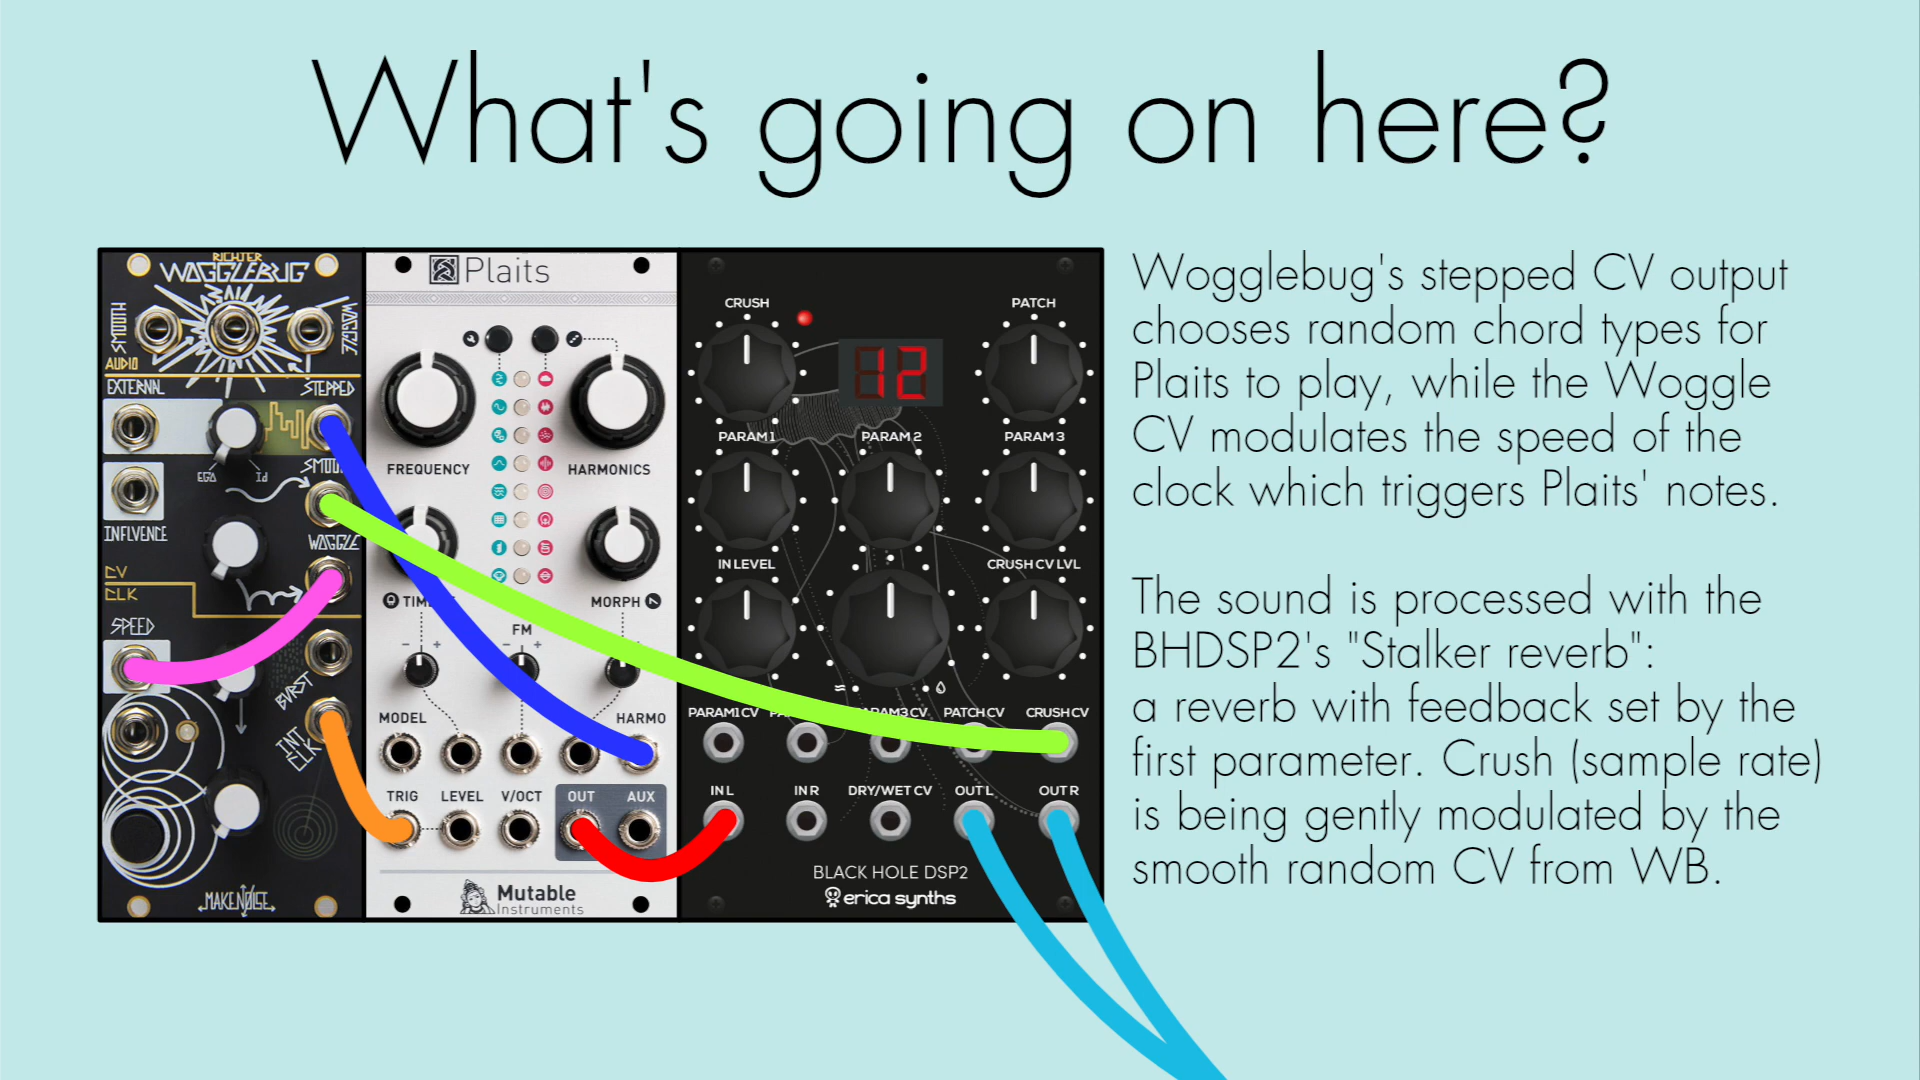 What's going on here?
RICHTER
WOGGLEBUG
SMOOTH
WOGGLE
AUDIO
EXTERNAL
STEPPED
EGO
Id
INFLUENCE
WOGGLE
CV
CLK
SPEED
BURST
INT
CLK
MAKENOISE
Plaits
FREQUENCY
HARMONICS
MORPH
FM
MODEL
HARMO
TRIG
LEVEL
V/OCT
OUT
AUX
Mutable
Instruments
CRUSH
PATCH
12
PARAM 1
PARAM 2
PARAM 3
IN LEVEL
CRUSH CV LVL
PARAM1 CV
PARAM3 CV
PATCH CV
CRUSH CV
IN L
IN R
DRY/WET CV
OUT L
OUT R
BLACK HOLE DSP2
erica synths
Wogglebug's stepped CV output
chooses random chord types for
Plaits to play, while the Woggle
CV modulates the speed of the
clock which triggers Plaits' notes.
The sound is processed with the
BHDSP2's "Stalker reverb":
a reverb with feedback set by the
first parameter. Crush (sample rate)
is being gently modulated by the
smooth random CV from WB.